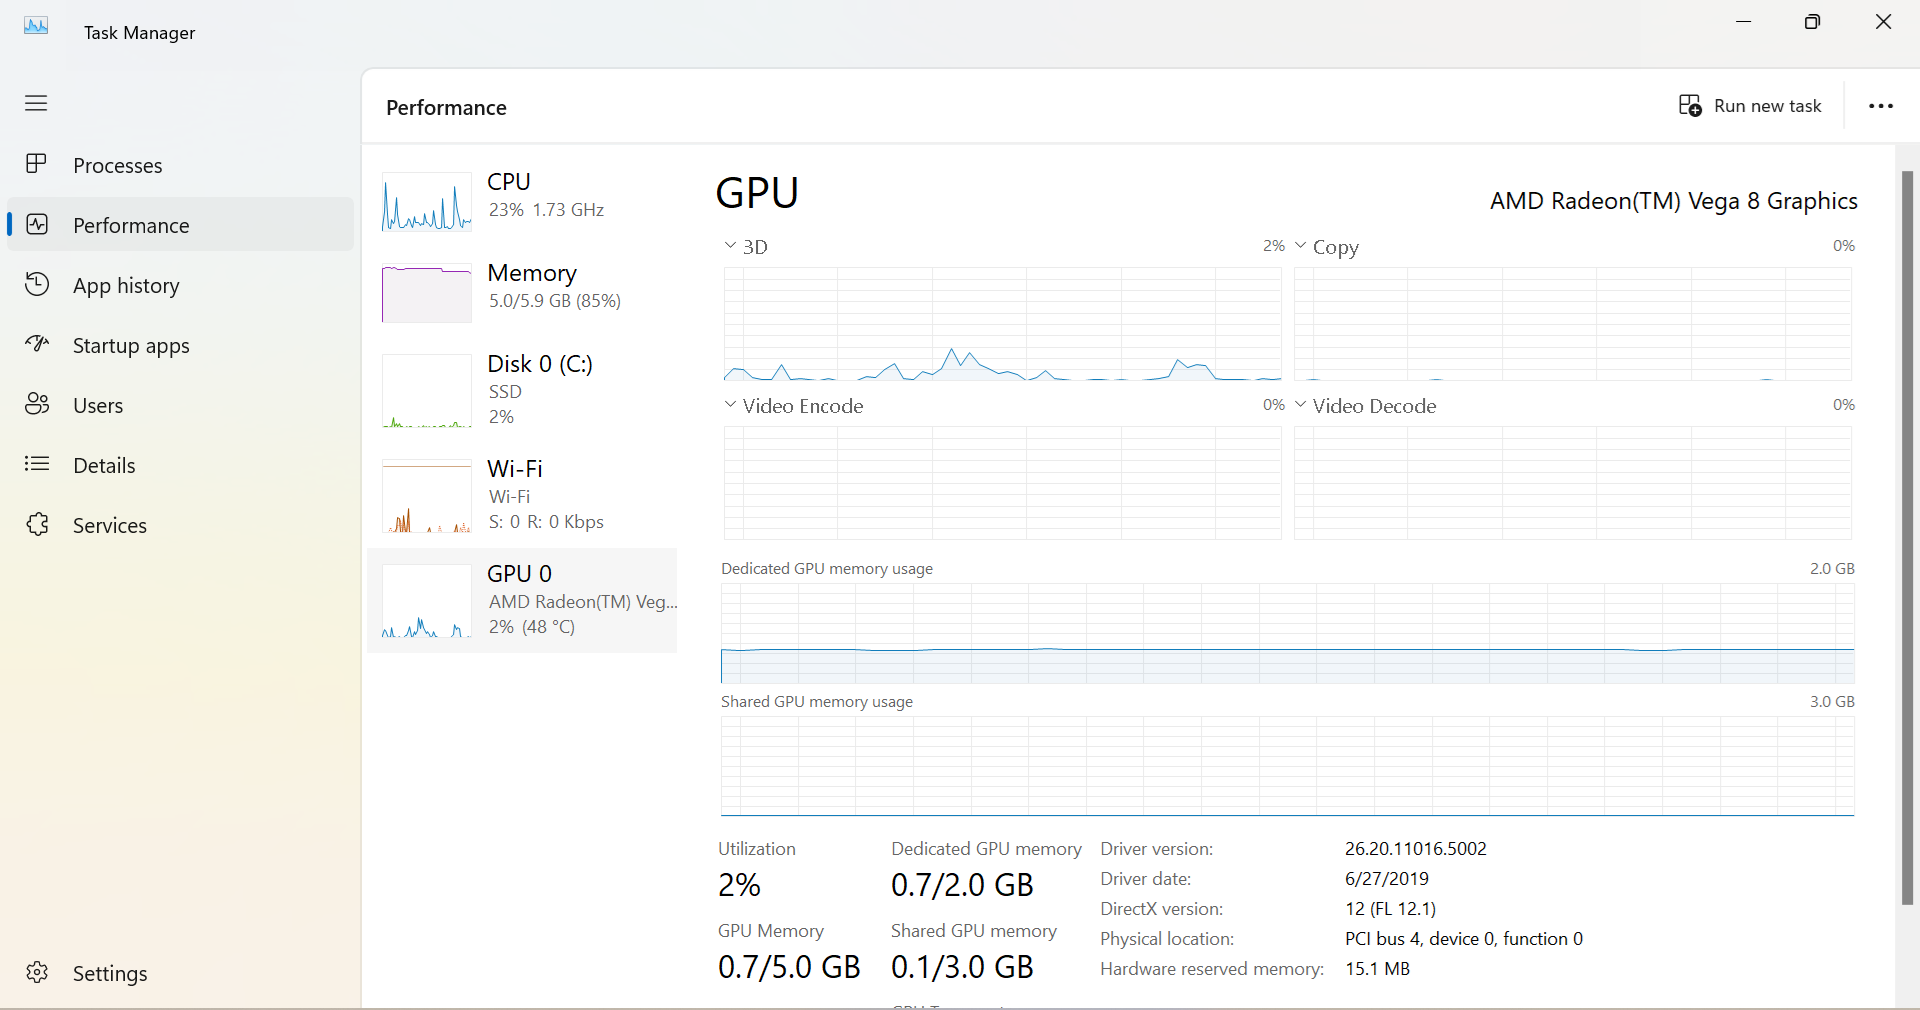 Task Manager
Performance
Run new task
Processes
Performance
App history
Startup apps
Users
Details
Services
Settings
CPU
23% 1.73 GHz
Memory
5.0/5.9 GB (85%)
Disk 0 (C:)
SSD
2%
Wi-Fi
Wi-Fi
S: 0 R: 0 Kbps
GPU 0
AMD Radeon(TM) Veg...
2% (48 °C)
GPU
AMD Radeon(TM) Vega 8 Graphics
3D 2%
Copy 0%
Video Encode 0%
Video Decode 0%
Dedicated GPU memory usage 2.0 GB
Shared GPU memory usage 3.0 GB
Utilization
2%
Dedicated GPU memory
0.7/2.0 GB
GPU Memory
0.7/5.0 GB
Shared GPU memory
0.1/3.0 GB
Driver version: 26.20.11016.5002
Driver date: 6/27/2019
DirectX version: 12 (FL 12.1)
Physical location: PCI bus 4, device 0, function 0
Hardware reserved memory: 15.1 MB